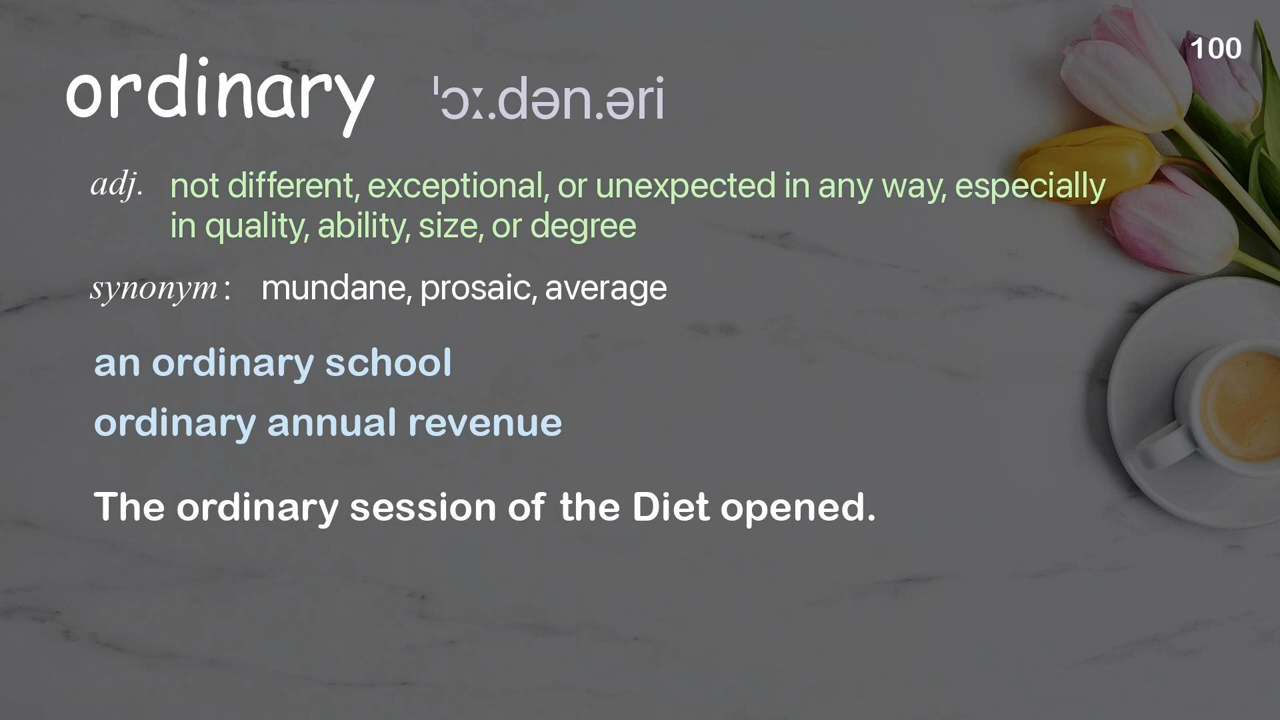 100
ordinary ˈɔː.dən.əri
adj. not different, exceptional, or unexpected in any way, especially
in quality, ability, size, or degree
synonym: mundane, prosaic, average
an ordinary school
ordinary annual revenue
The ordinary session of the Diet opened.